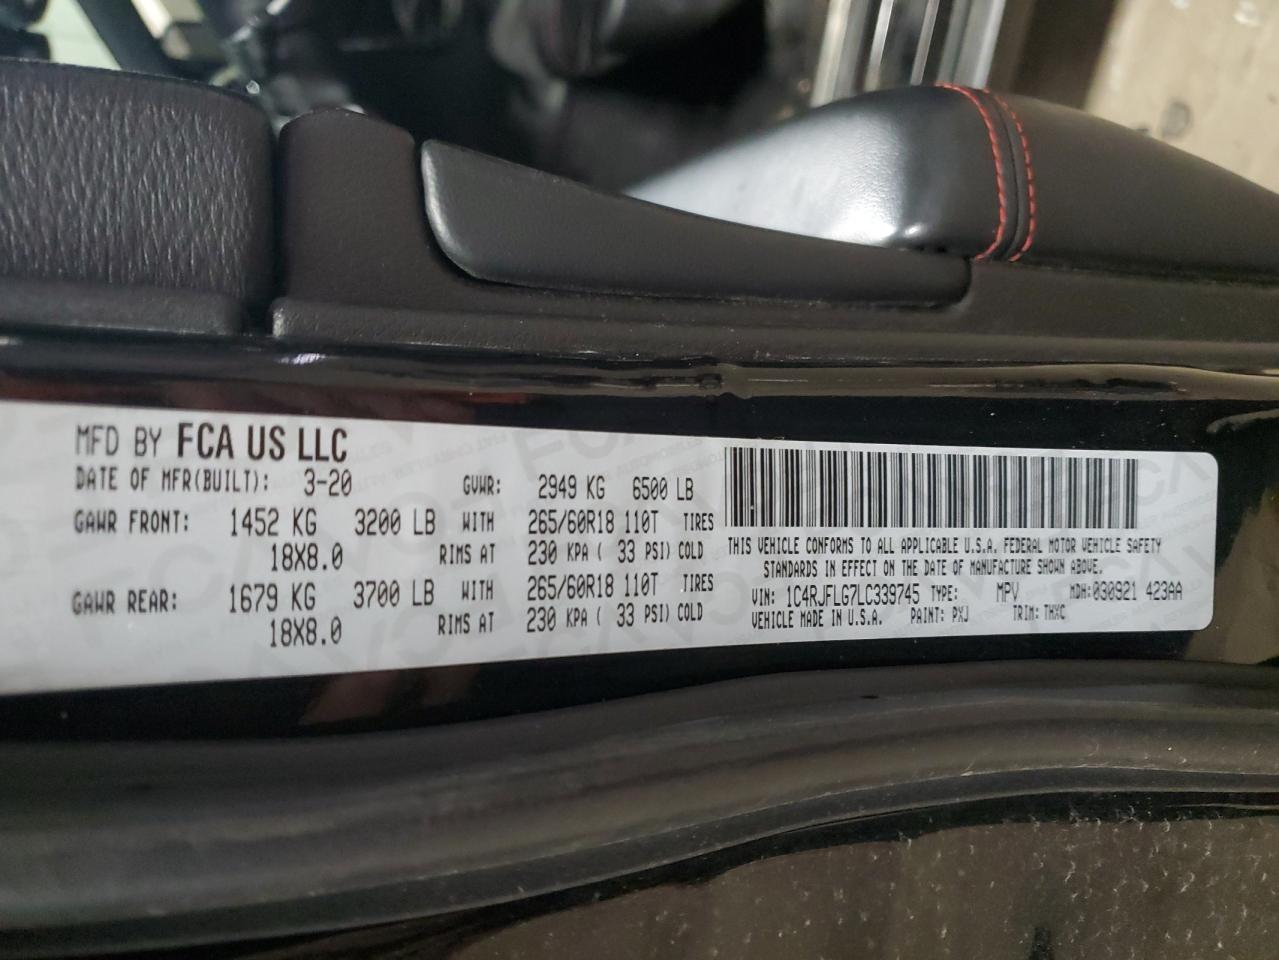 MFD BY FCA US LLC
DATE OF MFR(BUILT): 3-20 GVWR: 2949 KG 6500 LB
GAWR FRONT: 1452 KG 3200 LB WITH 265/60R18 110T TIRES
18X8.0 RIMS AT 230 KPA ( 33 PSI) COLD
GAWR REAR: 1679 KG 3700 LB WITH 265/60R18 110T TIRES
18X8.0 RIMS AT 230 KPA ( 33 PSI) COLD
THIS VEHICLE CONFORMS TO ALL APPLICABLE U.S.A. FEDERAL MOTOR VEHICLE SAFETY
STANDARDS IN EFFECT ON THE DATE OF MANUFACTURE SHOWN ABOVE.
VIN: 1C4RJFLG7LC339745 TYPE: MPV MDH:030921 423AA
VEHICLE MADE IN U.S.A. PAINT: PXJ TRIM: THXC